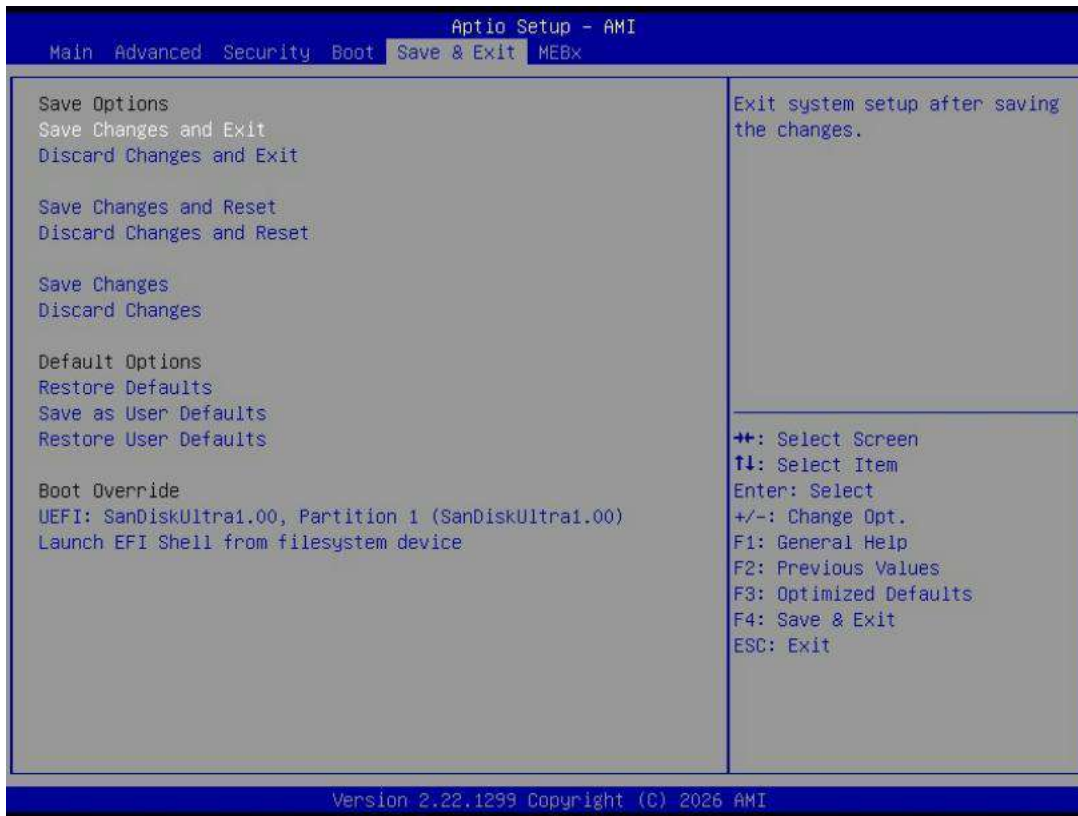 Aptio Setup - AMI
Main Advanced Security Boot Save & Exit MEBx
Save Options
Save Changes and Exit
Discard Changes and Exit
Save Changes and Reset
Discard Changes and Reset
Save Changes
Discard Changes
Default Options
Restore Defaults
Save as User Defaults
Restore User Defaults
Boot Override
UEFI: SanDiskUltra1.00, Partition 1 (SanDiskUltra1.00)
Launch EFI Shell from filesystem device
Exit system setup after saving
the changes.
→←: Select Screen
↑↓: Select Item
Enter: Select
+/-: Change Opt.
F1: General Help
F2: Previous Values
F3: Optimized Defaults
F4: Save & Exit
ESC: Exit
Version 2.22.1299 Copyright (C) 2026 AMI